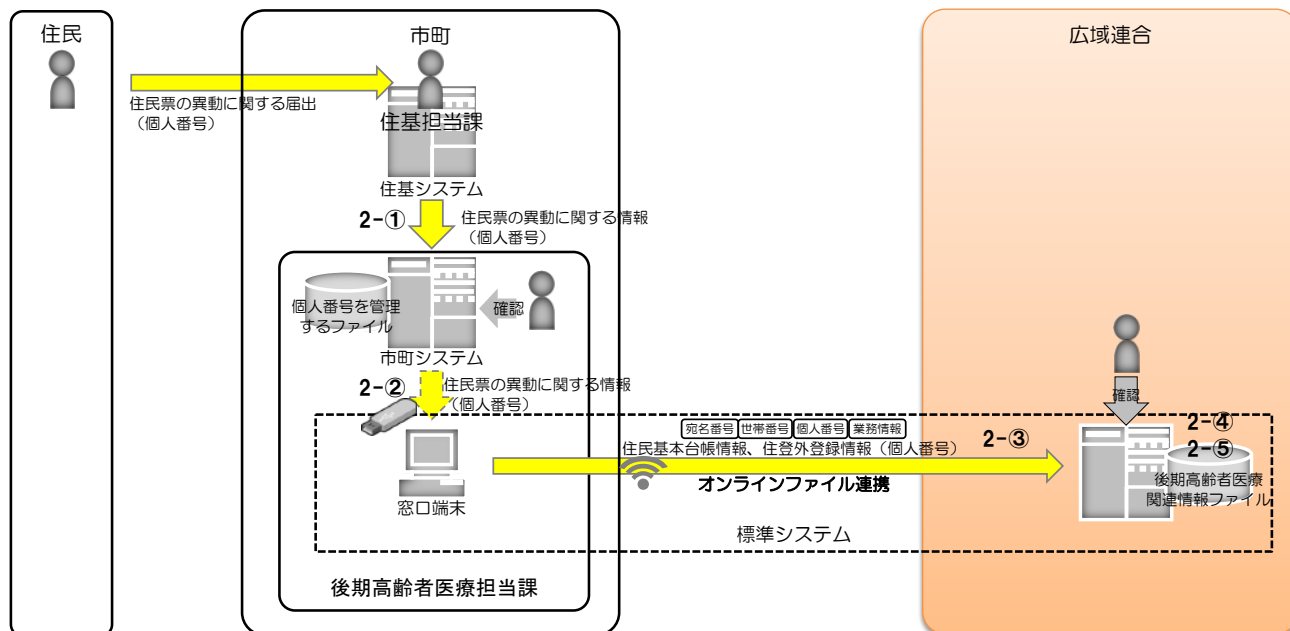 住民
市町
広域連合
住民票の異動に関する届出
（個人番号）
住基担当課
住基システム
2-①
住民票の異動に関する情報
（個人番号）
個人番号を管理
するファイル
確認
市町システム
2-②
住民票の異動に関する情報
（個人番号）
確認
宛名番号 世帯番号 個人番号 業務情報
住民基本台帳情報、住登外登録情報（個人番号）
2-③
2-④
2-⑤
オンラインファイル連携
後期高齢者医療
関連情報ファイル
窓口端末
標準システム
後期高齢者医療担当課